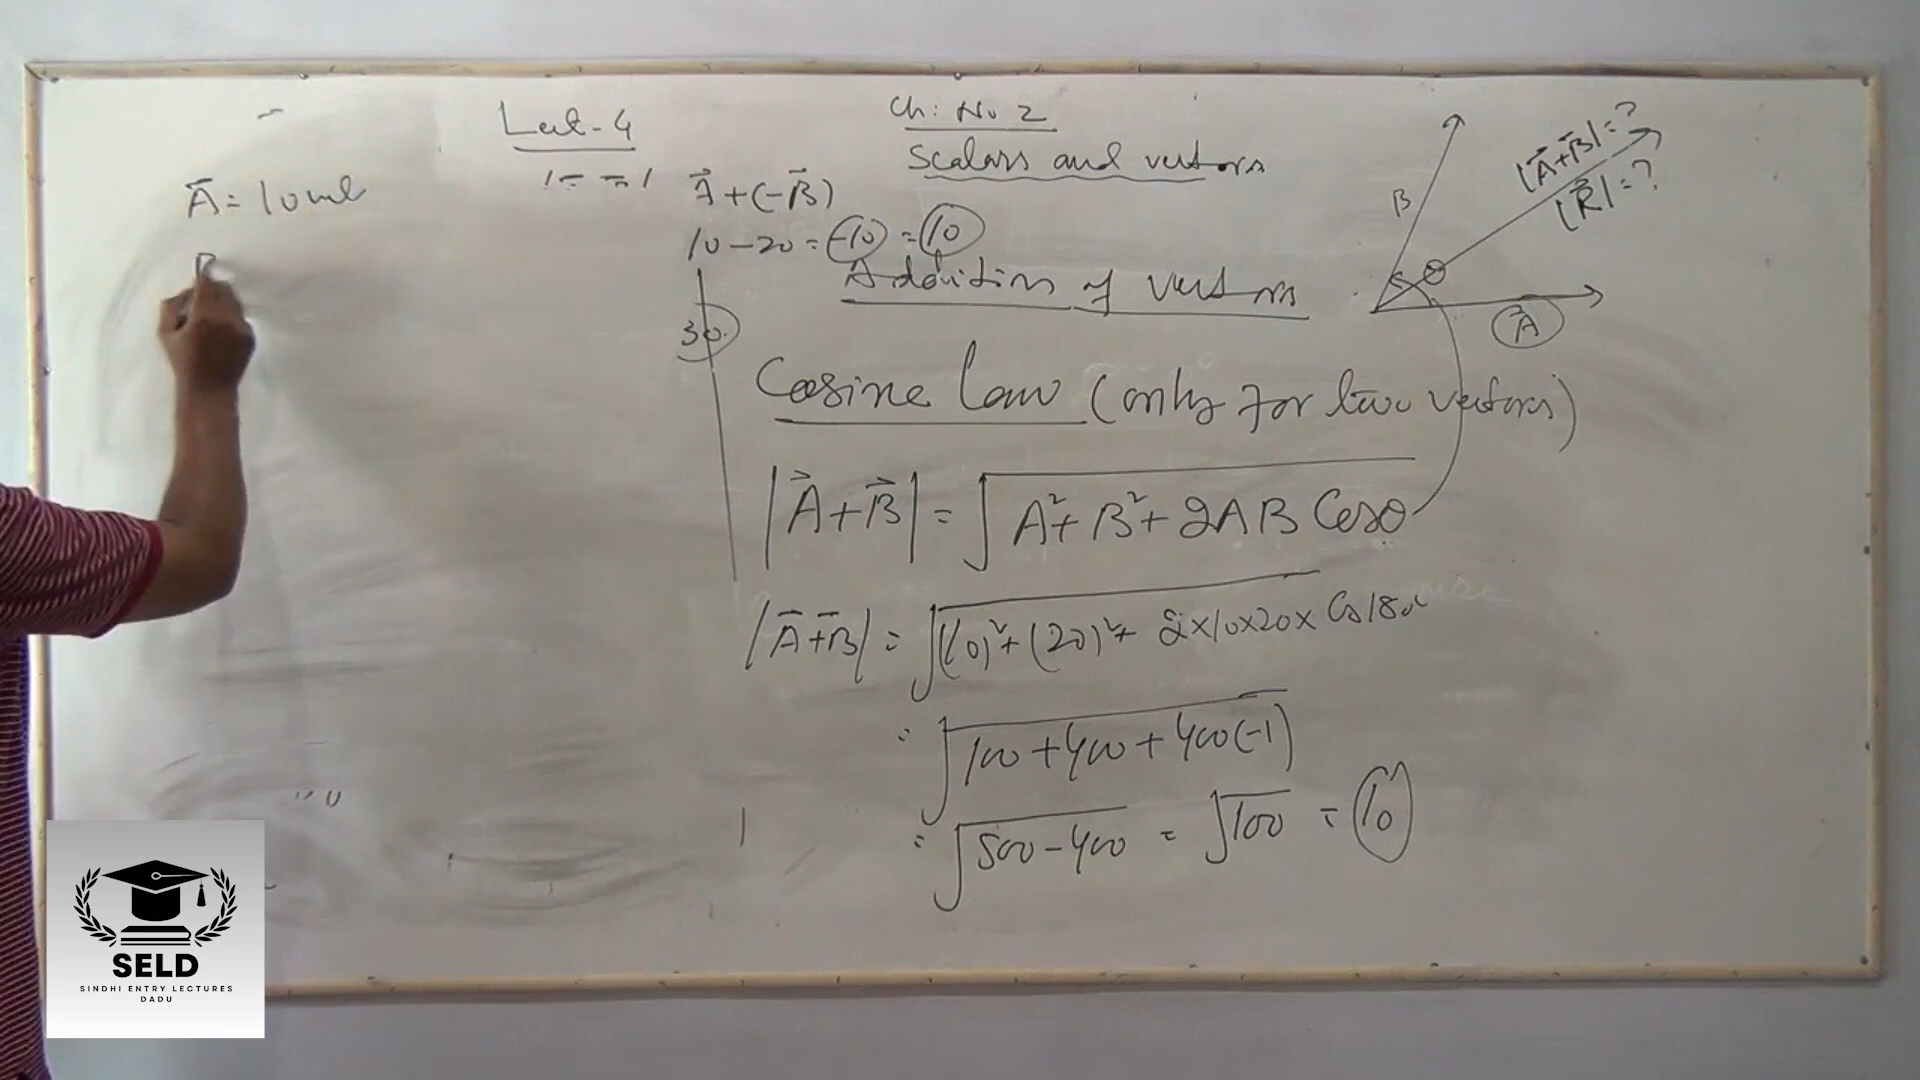 Lect-4
Ch: No 2
Scalars and vectors
A⃗ = 10 unit
B
A⃗ + (-B⃗)
10 - 20 = -10 = 10
Addition of vectors
30
B
θ
A⃗
|A⃗+B⃗| = ?
|R⃗| = ?
Cosine law (only for two vectors)
|A⃗+B⃗| = √A²+B²+2AB Cosθ
|A⃗+B⃗| = √(10)²+(20)²+ 2×10×20× Cos180°
= √100+400+400(-1)
= √500-400 = √100 = 10
SELD
SINDHI ENTRY LECTURES
DADU